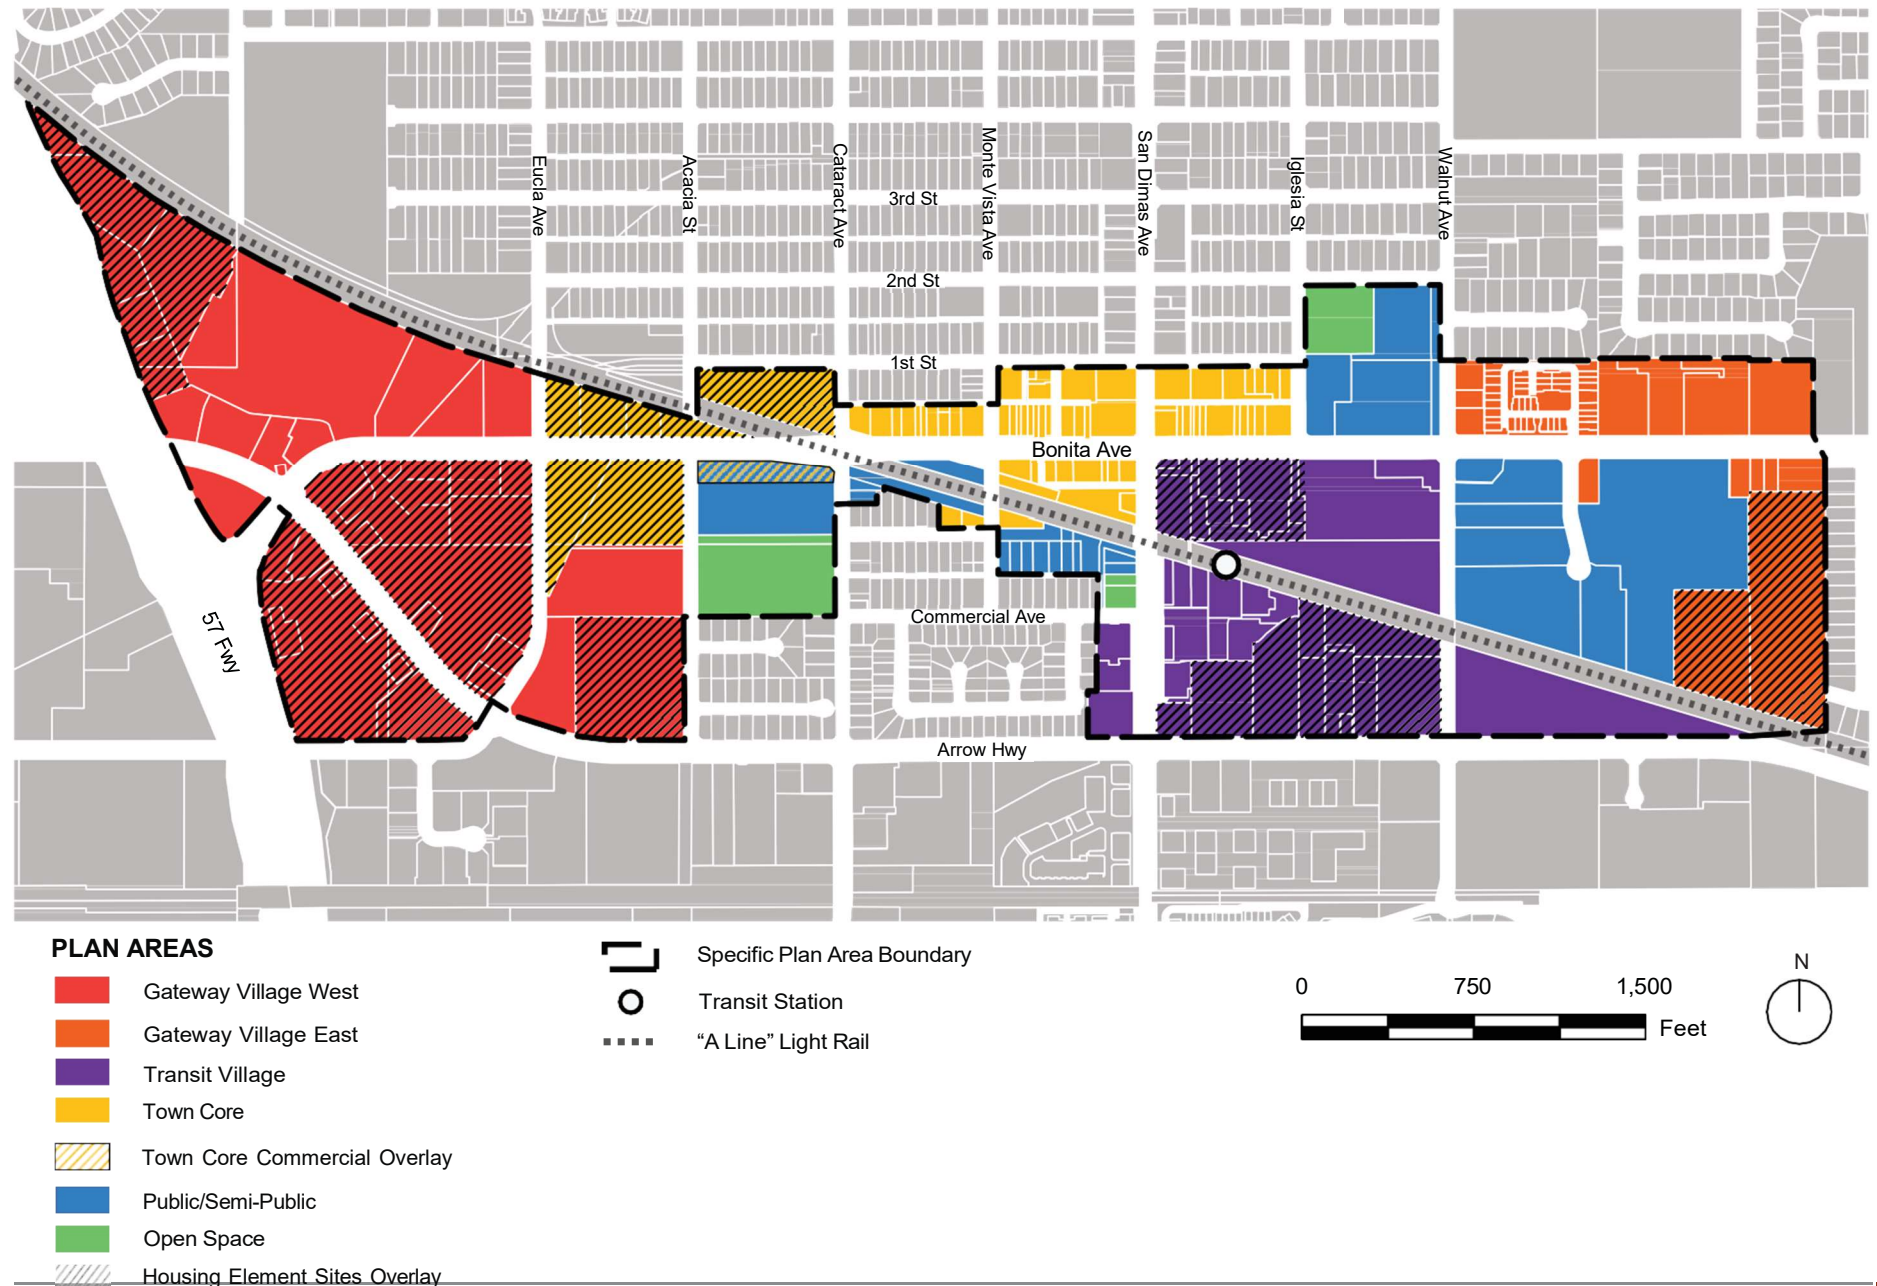 Eucla Ave
Acacia St
Cataract Ave
Monte Vista Ave
San Dimas Ave
Iglesia St
Walnut Ave
3rd St
2nd St
1st St
Bonita Ave
57 Fwy
Commercial Ave
Arrow Hwy
PLAN AREAS
Gateway Village West
Gateway Village East
Transit Village
Town Core
Town Core Commercial Overlay
Public/Semi-Public
Open Space
Housing Element Sites Overlay
Specific Plan Area Boundary
Transit Station
“A Line” Light Rail
0 750 1,500
Feet
N